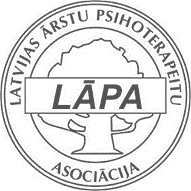 LATVIJAS ĀRSTU PSIHOTERAPEITU
LĀPA
ASOCIĀCIJA